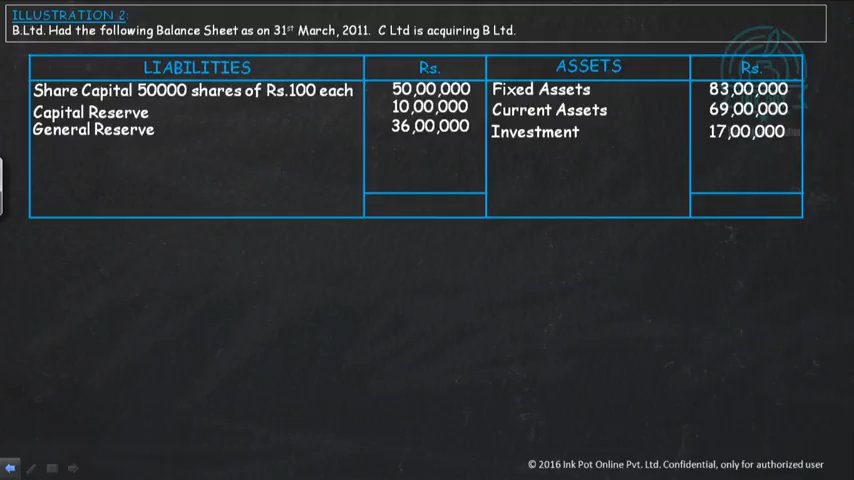 ILLUSTRATION 2:
B.Ltd. Had the following Balance Sheet as on 31st March, 2011. C Ltd is acquiring B Ltd.
LIABILITIES Rs. ASSETS Rs.
Share Capital 50000 shares of Rs.100 each 50,00,000 Fixed Assets 83,00,000
Capital Reserve 10,00,000 Current Assets 69,00,000
General Reserve 36,00,000 Investment 17,00,000
© 2016 Ink Pot Online Pvt. Ltd. Confidential, only for authorized user